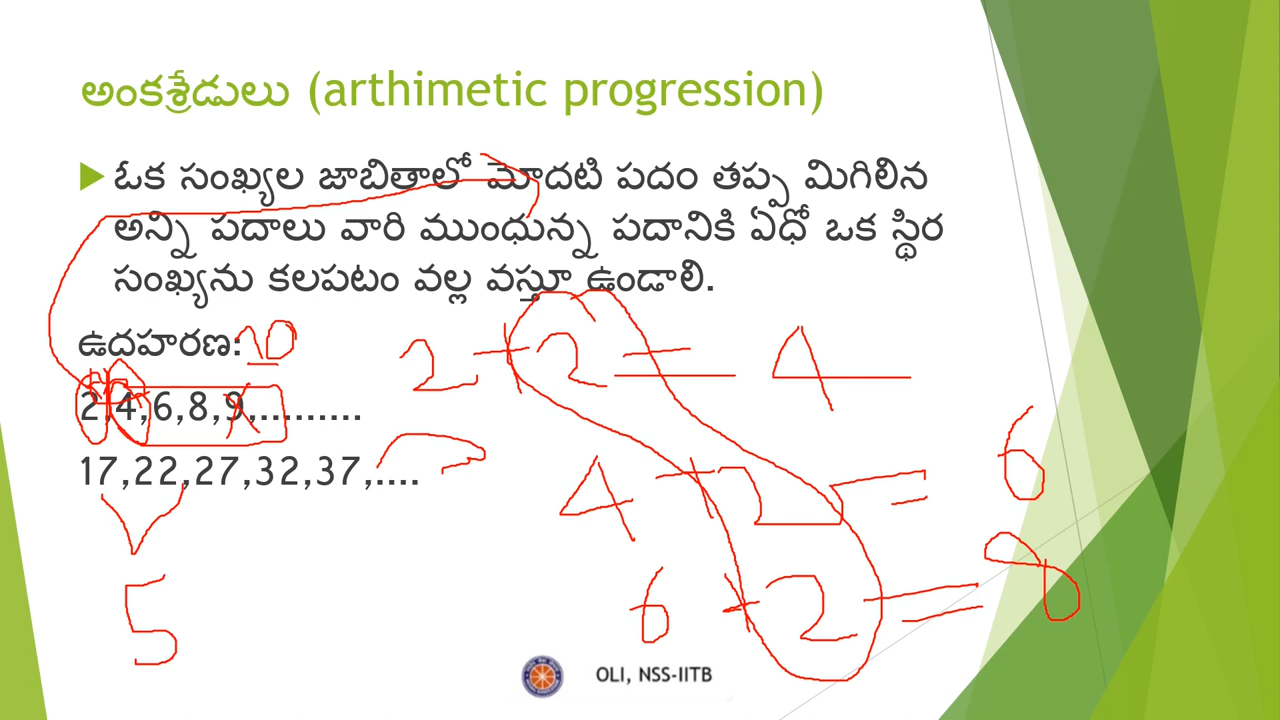 అంకశ్రేడులు (arthimetic progression)
ఓక సంఖ్యల జాబితాలో మోదటి పదం తప్ప మిగిలిన
అన్ని పదాలు వారి ముంధున్న పదానికి ఏధో ఒక స్థిర
సంఖ్యను కలపటం వల్ల వస్తూ ఉండాలి.
ఉదహరణ: 10
2 + 2 = 4
2,4,6,8,9,.........
17,22,27,32,37,....
4 + 2 = 6
5
6 + 2 = 8
OLI, NSS-IITB